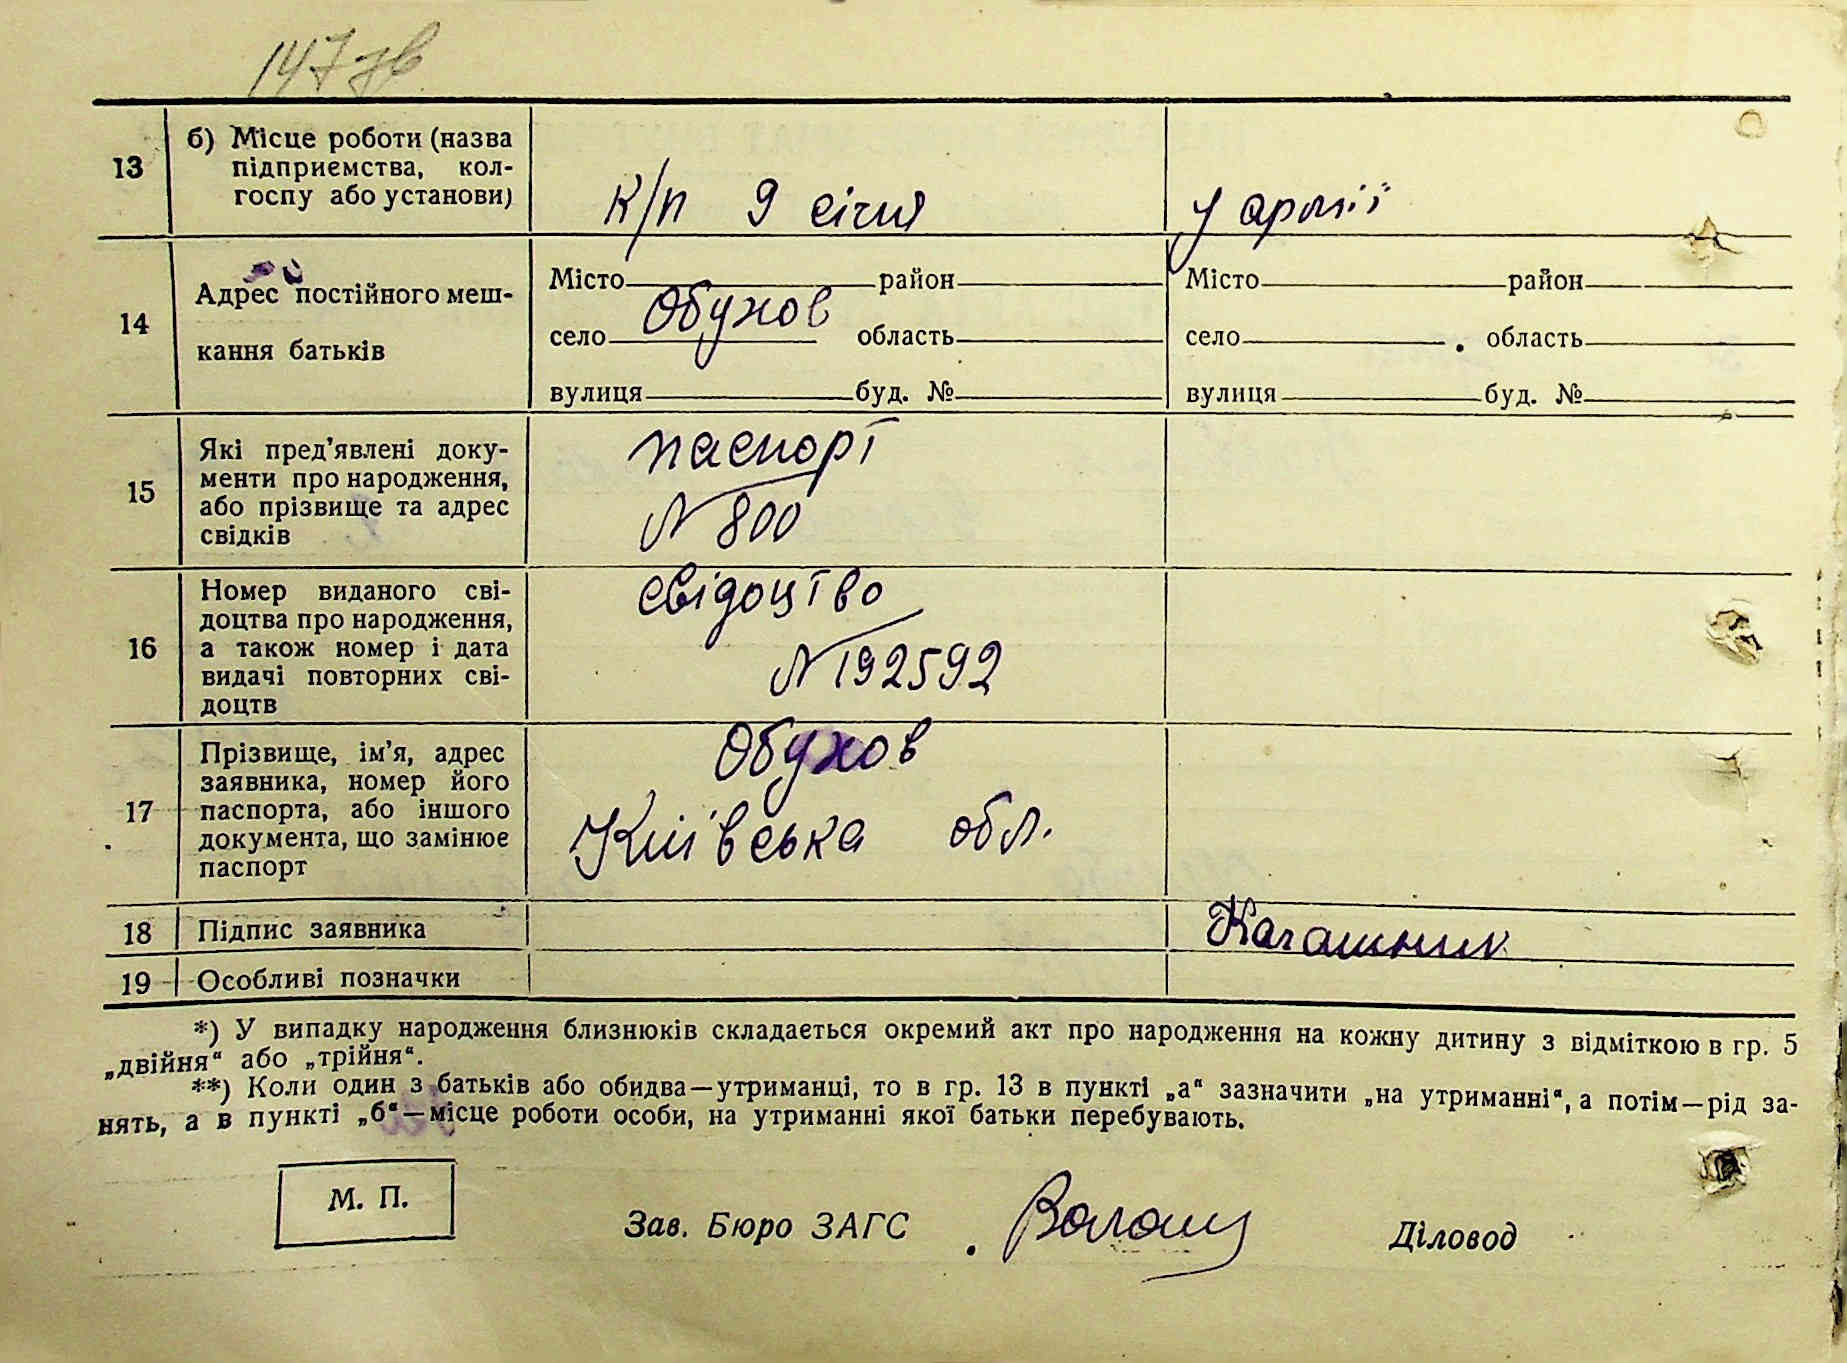 147 зв
13 б) Місце роботи (назва
підприємства, кол-
госпу або установи)
К/п 9 січня
у армії
14 Адрес постійного меш-
кання батьків
Місто район
село Обухов область
вулиця буд. №
Місто район
село область
вулиця буд. №
15 Які пред’явлені доку-
менти про народження,
або прізвище та адрес
свідків
паспорт
N 800
16 Номер виданого сві-
доцтва про народження,
а також номер і дата
видачі повторних сві-
доцтв
свідоцтво
N 192592
17 Прізвище, ім’я, адрес
заявника, номер його
паспорта, або іншого
документа, що замінює
паспорт
Обухов
Київська обл.
18 Підпис заявника
19 Особливі позначки
*) У випадку народження близнюків складається окремий акт про народження на кожну дитину з відміткою в гр. 5
„двійня“ або „трійня“.
**) Коли один з батьків або обидва—утриманці, то в гр. 13 в пункті „а“ зазначити „на утриманні“, а потім—рід за-
нять, а в пункті „б“—місце роботи особи, на утриманні якої батьки перебувають.
М. П.
Зав. Бюро ЗАГС
Діловод